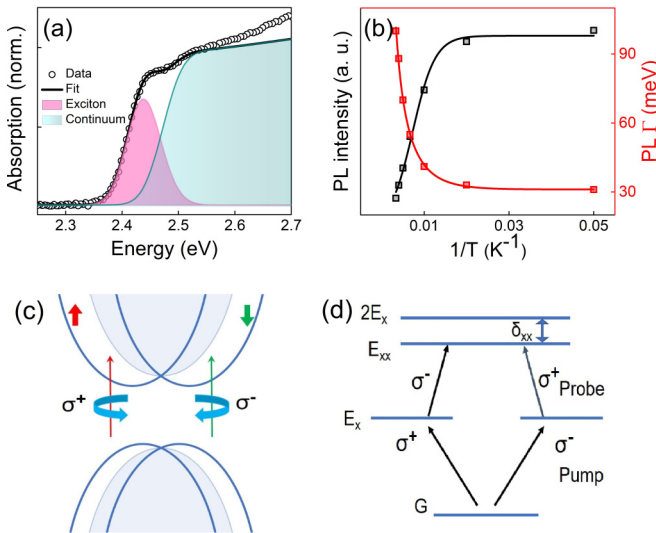 (a)
Absorption (norm.)
Data
Fit
Exciton
Continuum
2.3 2.4 2.5 2.6 2.7
Energy (eV)
(b)
PL intensity (a. u.)
90
60
30
PL Γ (meV)
0.01 0.03 0.05
1/T (K⁻¹)
(c)
σ⁺
σ⁻
(d)
2Eₓ
δₓₓ
Eₓₓ
σ⁻
σ⁺ Probe
Eₓ
σ⁺
σ⁻
Pump
G